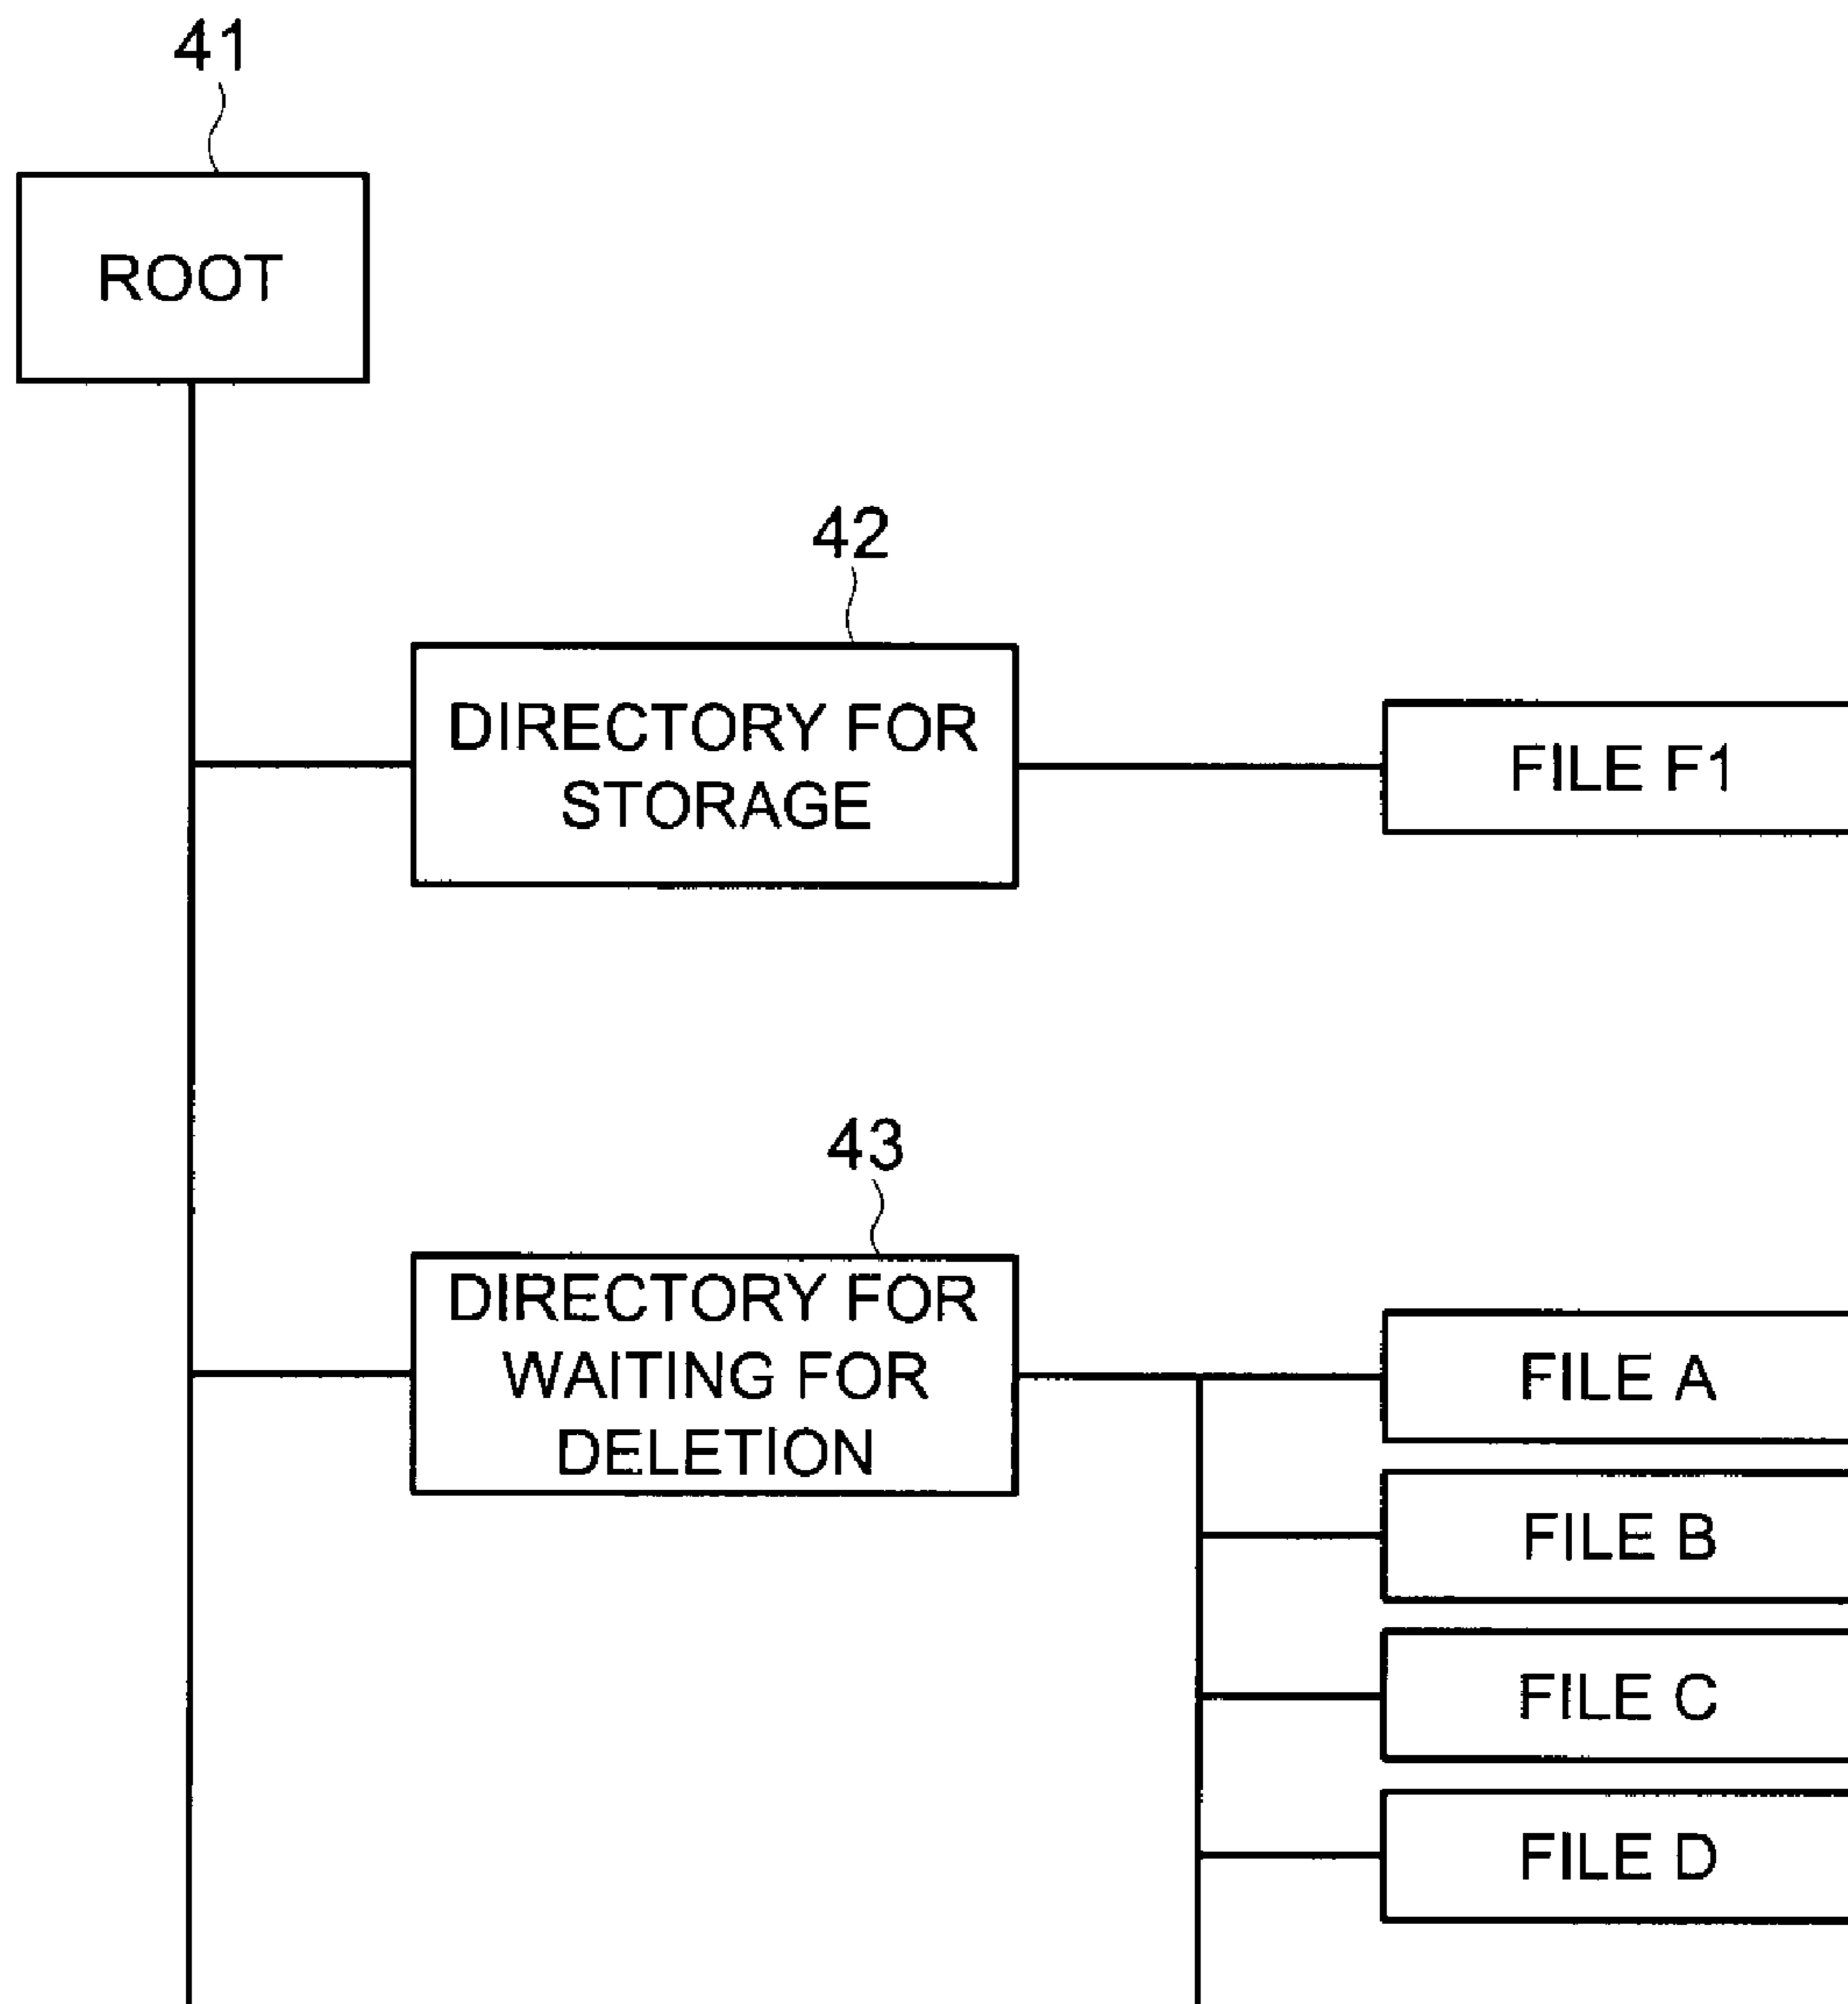 41
ROOT
42
DIRECTORY FOR
STORAGE
FILE F1
43
DIRECTORY FOR
WAITING FOR
DELETION
FILE A
FILE B
FILE C
FILE D